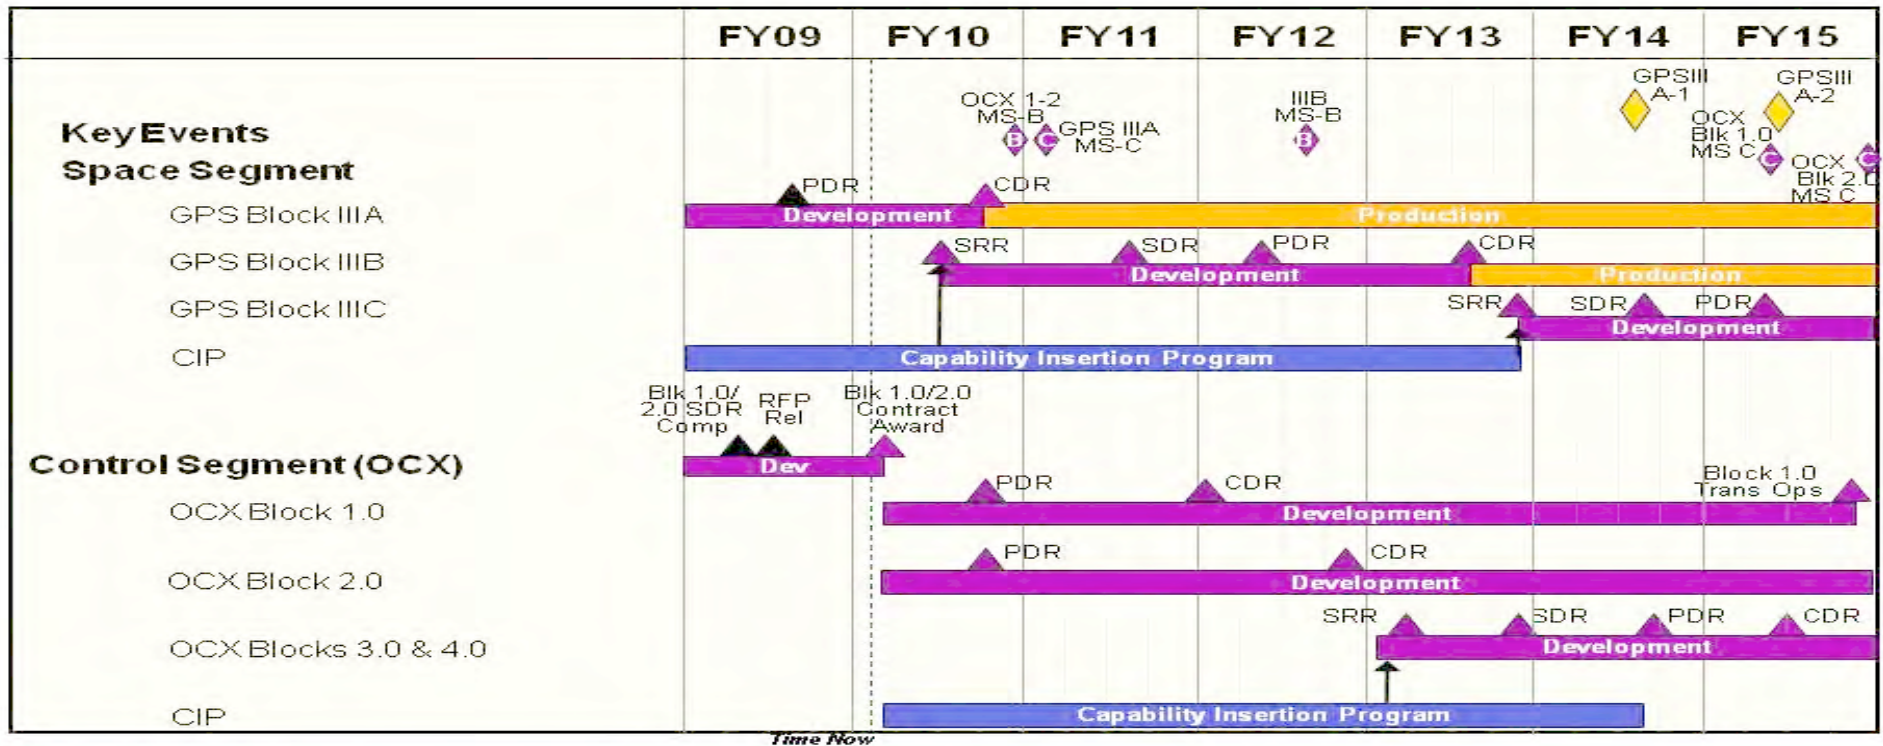 FY09 FY10 FY11 FY12 FY13 FY14 FY15
Key Events
OCX 1-2
MS-B
B
C
GPS IIIA
MS-C
IIIB
MS-B
B
GPSIII
A-1
GPSIII
A-2
OCX
Blk 1.0
MS C
C
OCX
Blk 2.0
MS C
C
Space Segment
PDR CDR
GPS Block IIIA Development Production
SRR SDR PDR CDR
GPS Block IIIB Development Production
SRR SDR PDR
GPS Block IIIC Development
CIP Capability Insertion Program
Blk 1.0/
2.0 SDR
Comp
RFP
Rel
Blk 1.0/2.0
Contract
Award
Control Segment (OCX) Dev
PDR CDR
Block 1.0
Trans Ops
OCX Block 1.0 Development
PDR CDR
OCX Block 2.0 Development
SRR SDR PDR CDR
OCX Blocks 3.0 & 4.0 Development
CIP Capability Insertion Program
Time Now